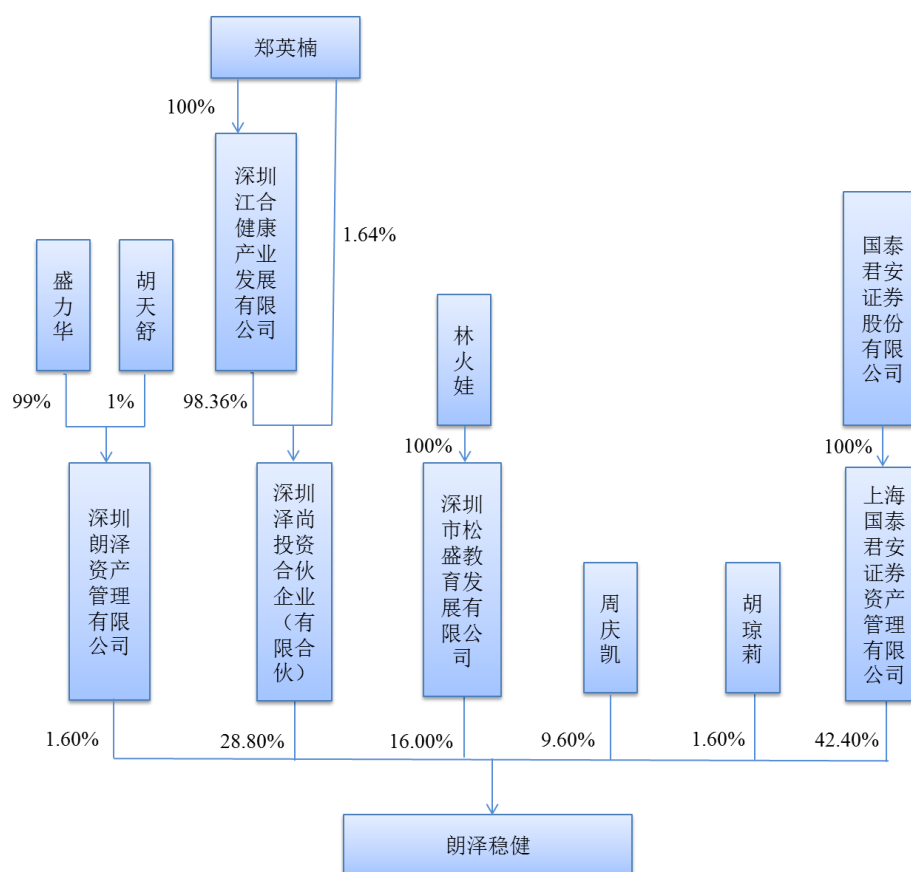 郑英楠
100%
深圳
江合
健康
产业
发展
有限
公司
1.64%
国泰
君安
证券
股份
有限
公司
盛
力
华
胡
天
舒
林
火
娃
99%
1%
98.36%
100%
100%
深圳
朗泽
资产
管理
有限
公司
深圳
泽尚
投资
合伙
企业
（有
限合
伙）
深圳
市松
盛教
育发
展有
限公
司
周
庆
凯
胡
琼
莉
上海
国泰
君安
证券
资产
管理
有限
公司
1.60%
28.80%
16.00%
9.60%
1.60%
42.40%
朗泽稳健